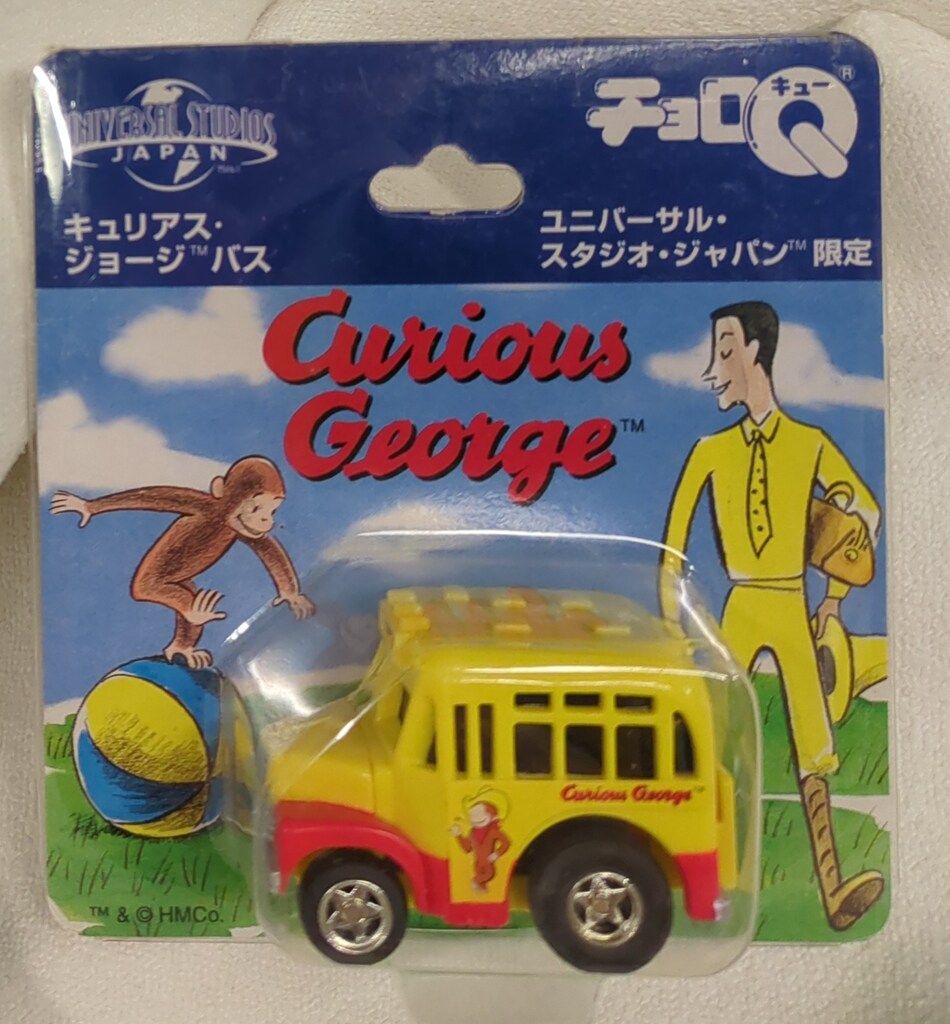 UNIVERSAL STUDIOS
JAPAN
チョロQ
キュー
®
キュリアス・
ジョージ™バス
ユニバーサル・
スタジオ・ジャパン™ 限定
Curious
George™
Curious George™
™ & © HMCo.